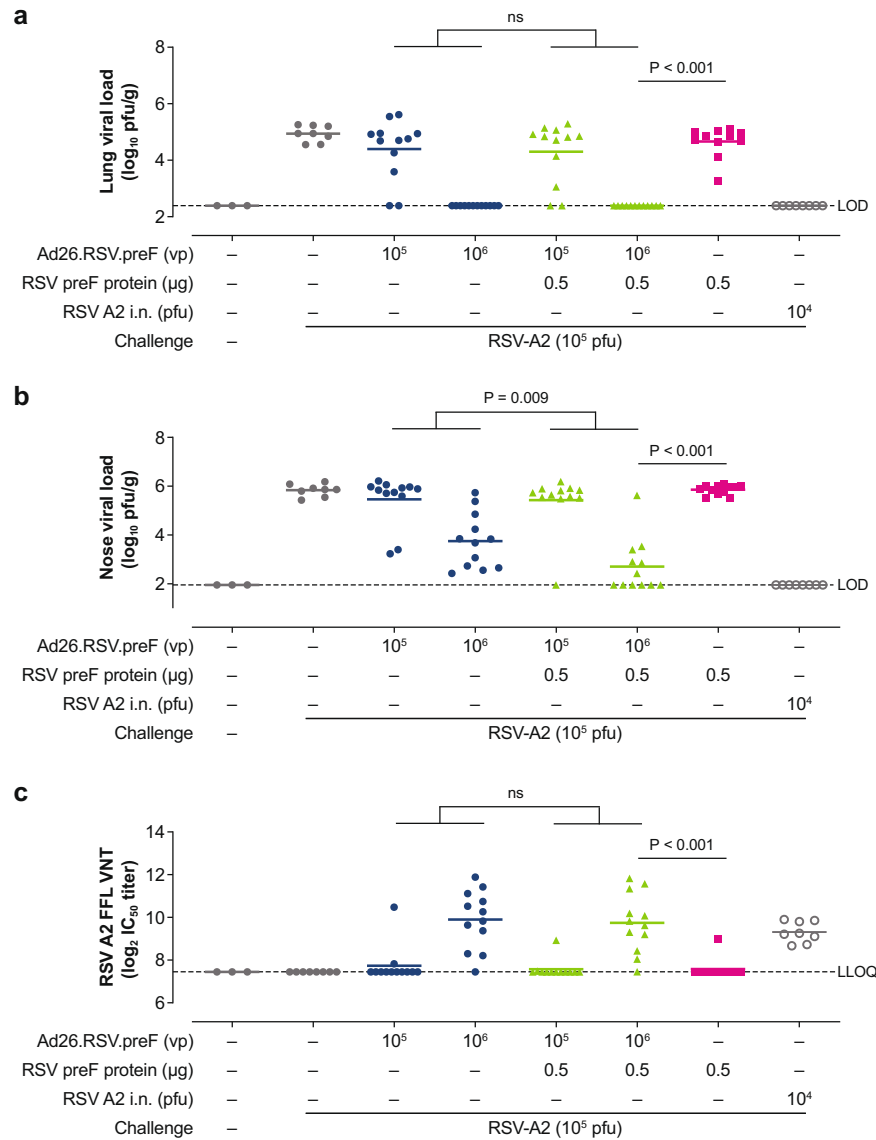 a
ns
P < 0.001
Lung viral load
(log₁₀ pfu/g)
8
6
4
2
LOD
Ad26.RSV.preF (vp) – – 10⁵ 10⁶ 10⁵ 10⁶ – –
RSV preF protein (µg) – – – – 0.5 0.5 0.5 –
RSV A2 i.n. (pfu) – – – – – – – 10⁴
Challenge – RSV-A2 (10⁵ pfu)
b
P = 0.009
P < 0.001
Nose viral load
(log₁₀ pfu/g)
8
6
4
2
LOD
Ad26.RSV.preF (vp) – – 10⁵ 10⁶ 10⁵ 10⁶ – –
RSV preF protein (µg) – – – – 0.5 0.5 0.5 –
RSV A2 i.n. (pfu) – – – – – – – 10⁴
Challenge – RSV-A2 (10⁵ pfu)
c
ns
P < 0.001
RSV A2 FFL VNT
(log₂ IC₅₀ titer)
14
12
10
8
6
LLOQ
Ad26.RSV.preF (vp) – – 10⁵ 10⁶ 10⁵ 10⁶ – –
RSV preF protein (µg) – – – – 0.5 0.5 0.5 –
RSV A2 i.n. (pfu) – – – – – – – 10⁴
Challenge – RSV-A2 (10⁵ pfu)